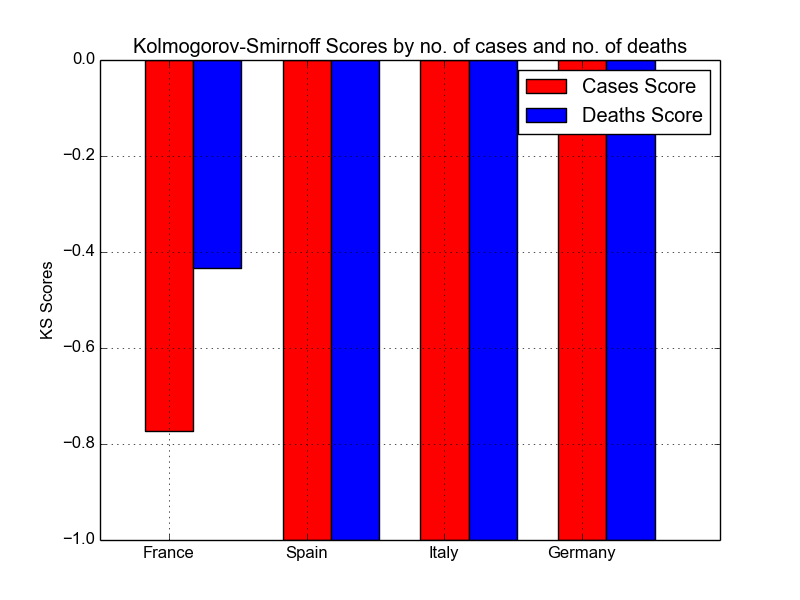 Kolmogorov-Smirnoff Scores by no. of cases and no. of deaths
Cases Score
Deaths Score
KS Scores
0.0
−0.2
−0.4
−0.6
−0.8
−1.0
France Spain Italy Germany